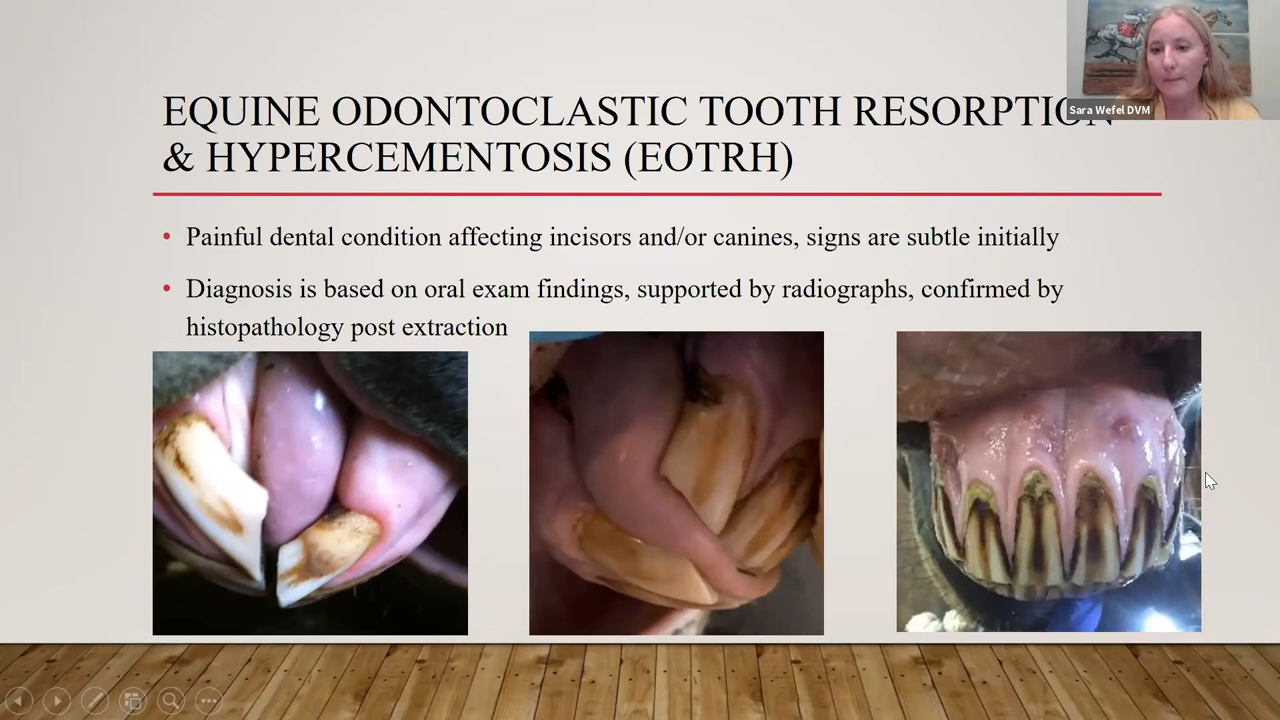 EQUINE ODONTOCLASTIC TOOTH RESORPTION
& HYPERCEMENTOSIS (EOTRH)
Sara Wefel DVM
• Painful dental condition affecting incisors and/or canines, signs are subtle initially
• Diagnosis is based on oral exam findings, supported by radiographs, confirmed by
histopathology post extraction